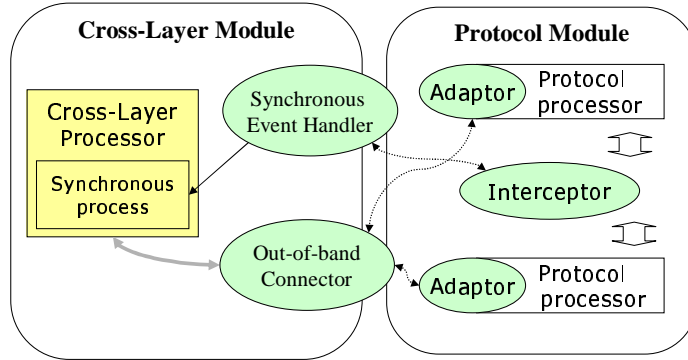 Cross-Layer Module
Cross-Layer
Processor
Synchronous
process
Synchronous
Event Handler
Out-of-band
Connector
Protocol Module
Adaptor
Protocol
processor
Interceptor
Adaptor
Protocol
processor